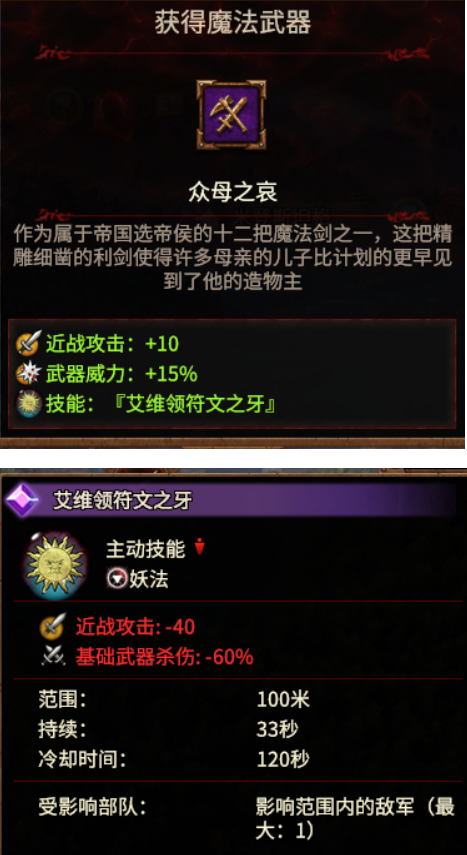 获得魔法武器
众母之哀
作为属于帝国选帝侯的十二把魔法剑之一，这把精
雕细凿的利剑使得许多母亲的儿子比计划的更早见
到了他的造物主
近战攻击：+10
武器威力：+15%
技能：『艾维领符文之牙』
艾维领符文之牙
主动技能
妖法
近战攻击: -40
基础武器杀伤: -60%
范围： 100米
持续： 33秒
冷却时间： 120秒
受影响部队： 影响范围内的敌军（最
大：1）